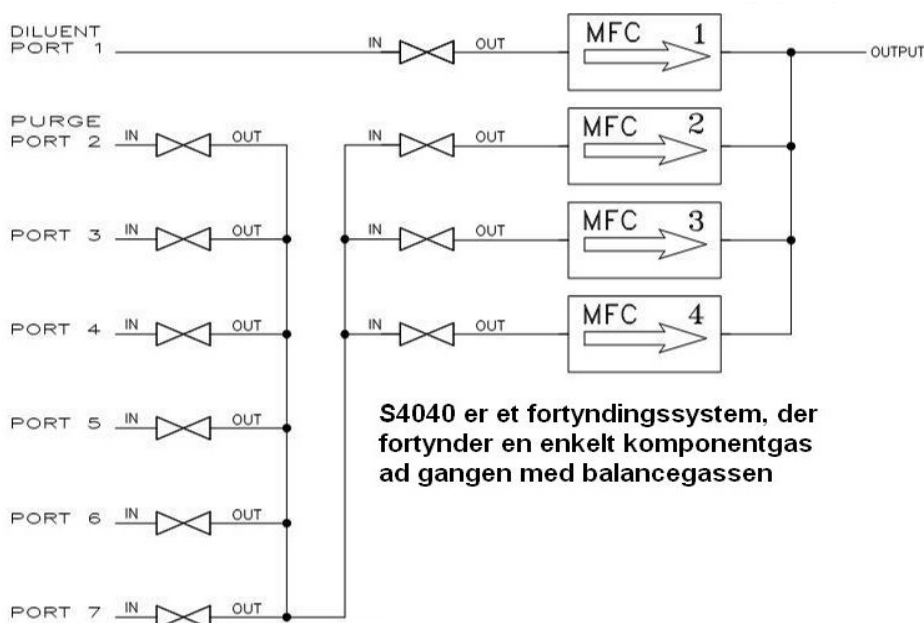 DILUENT
PORT 1 IN OUT MFC 1 OUTPUT
PURGE
PORT 2 IN OUT IN OUT MFC 2
PORT 3 IN OUT IN OUT MFC 3
PORT 4 IN OUT IN OUT MFC 4
S4040 er et fortyndingssystem, der
fortynder en enkelt komponentgas
ad gangen med balancegassen
PORT 5 IN OUT
PORT 6 IN OUT
PORT 7 IN OUT